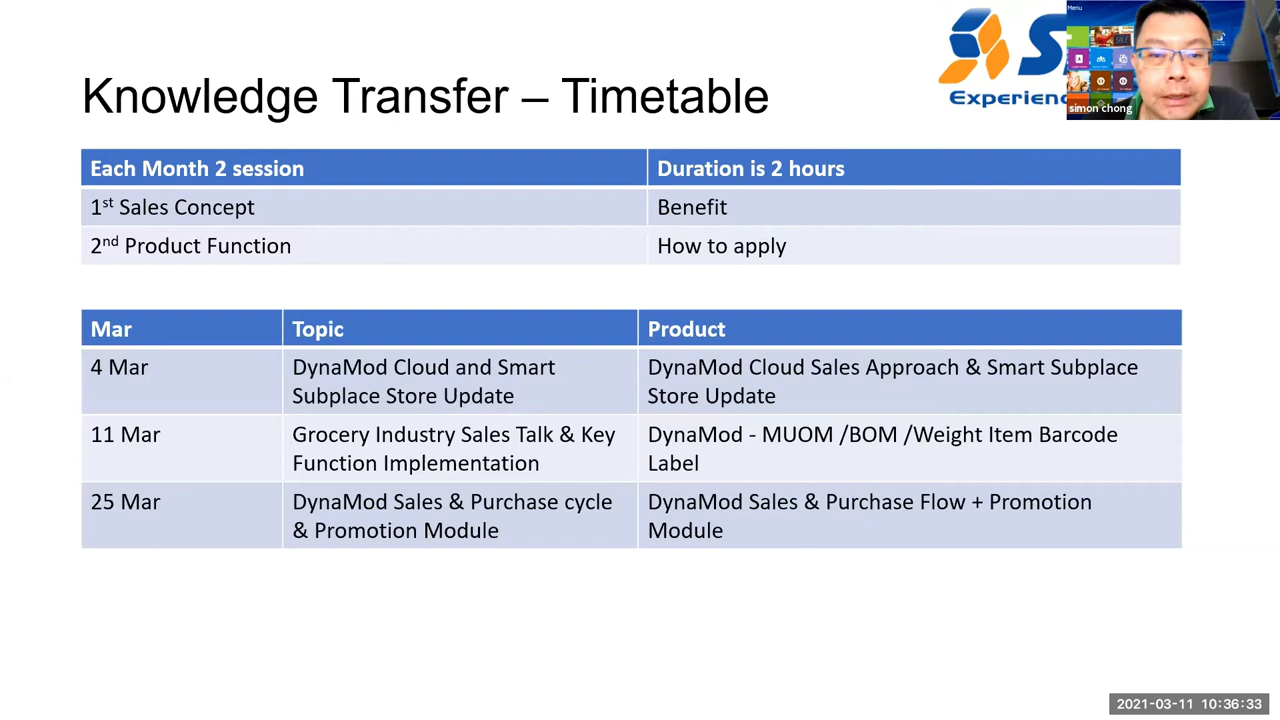 Menu
simon chong
Knowledge Transfer – Timetable
Each Month 2 session
Duration is 2 hours
1st Sales Concept
Benefit
2nd Product Function
How to apply
Mar
Topic
Product
4 Mar
DynaMod Cloud and Smart
Subplace Store Update
DynaMod Cloud Sales Approach & Smart Subplace
Store Update
11 Mar
Grocery Industry Sales Talk & Key
Function Implementation
DynaMod - MUOM /BOM /Weight Item Barcode
Label
25 Mar
DynaMod Sales & Purchase cycle
& Promotion Module
DynaMod Sales & Purchase Flow + Promotion
Module
2021-03-11 10:36:33